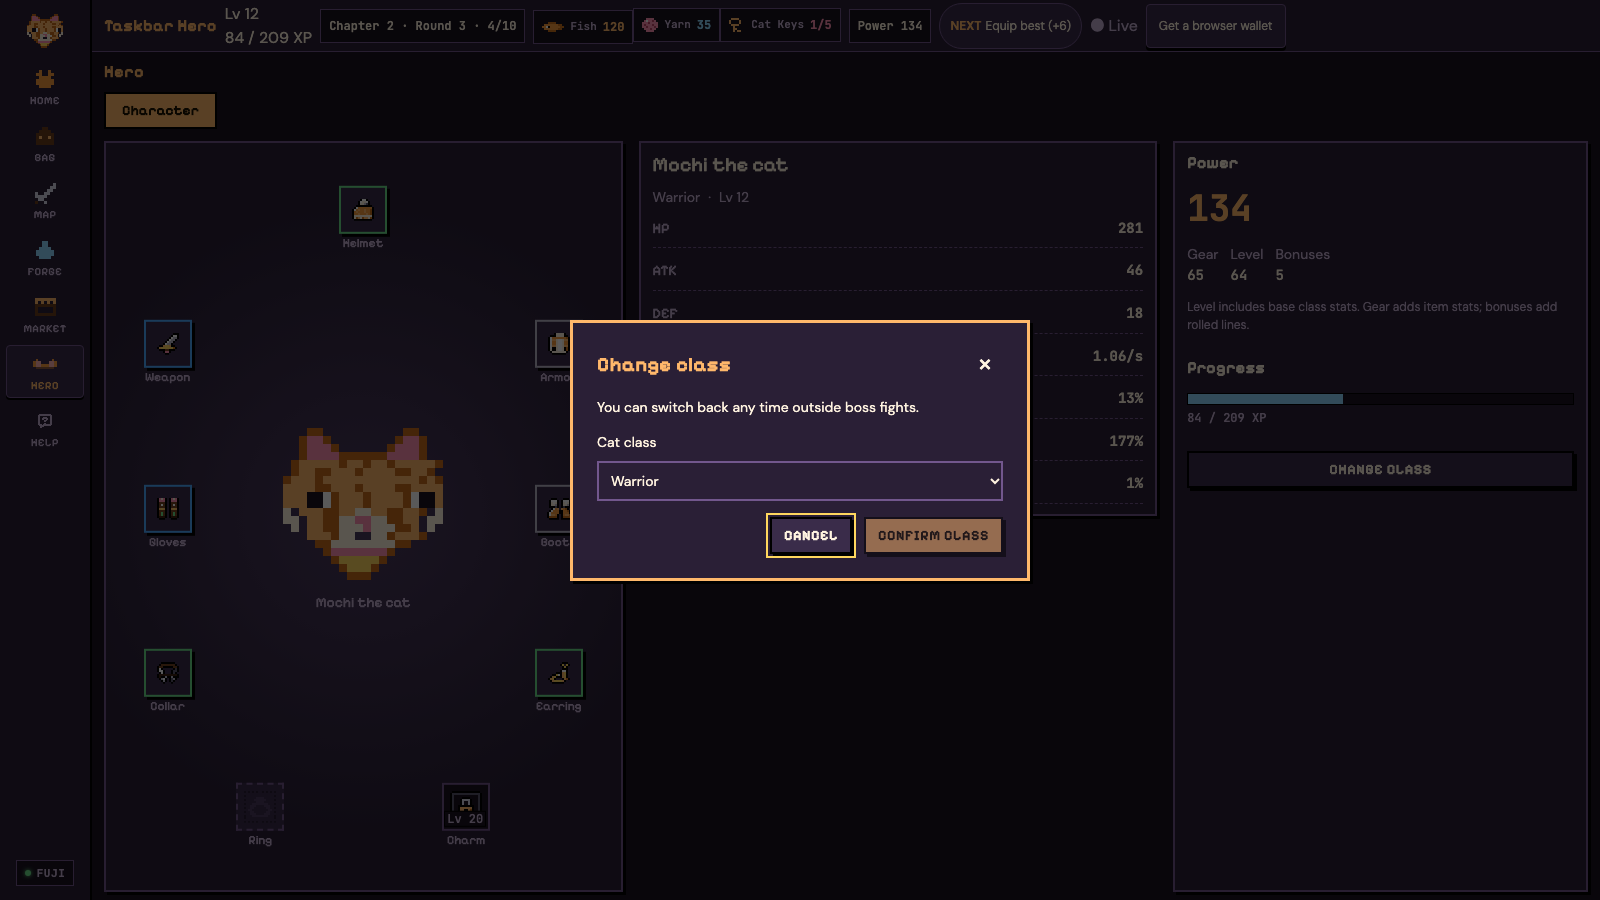 Taskbar Hero
Lv 12
84 / 209 XP
Chapter 2 · Round 3 · 4/10
Fish 120
Yarn 35
Cat Keys 1/5
Power 134
NEXT Equip best (+6)
Live
Get a browser wallet
HOME
BAG
MAP
FORGE
MARKET
HERO
HELP
FUJI
Hero
Character
Helmet
Weapon
Armo
Gloves
Boot
Mochi the cat
Collar
Earring
Ring
Lv 20
Charm
Mochi the cat
Warrior · Lv 12
HP 281
ATK 46
DEF 18
1.06/s
13%
177%
1%
Change class
×
You can switch back any time outside boss fights.
Cat class
Warrior
CANCEL
CONFIRM CLASS
Power
134
Gear Level Bonuses
65 64 5
Level includes base class stats. Gear adds item stats; bonuses add
rolled lines.
Progress
84 / 209 XP
CHANGE CLASS